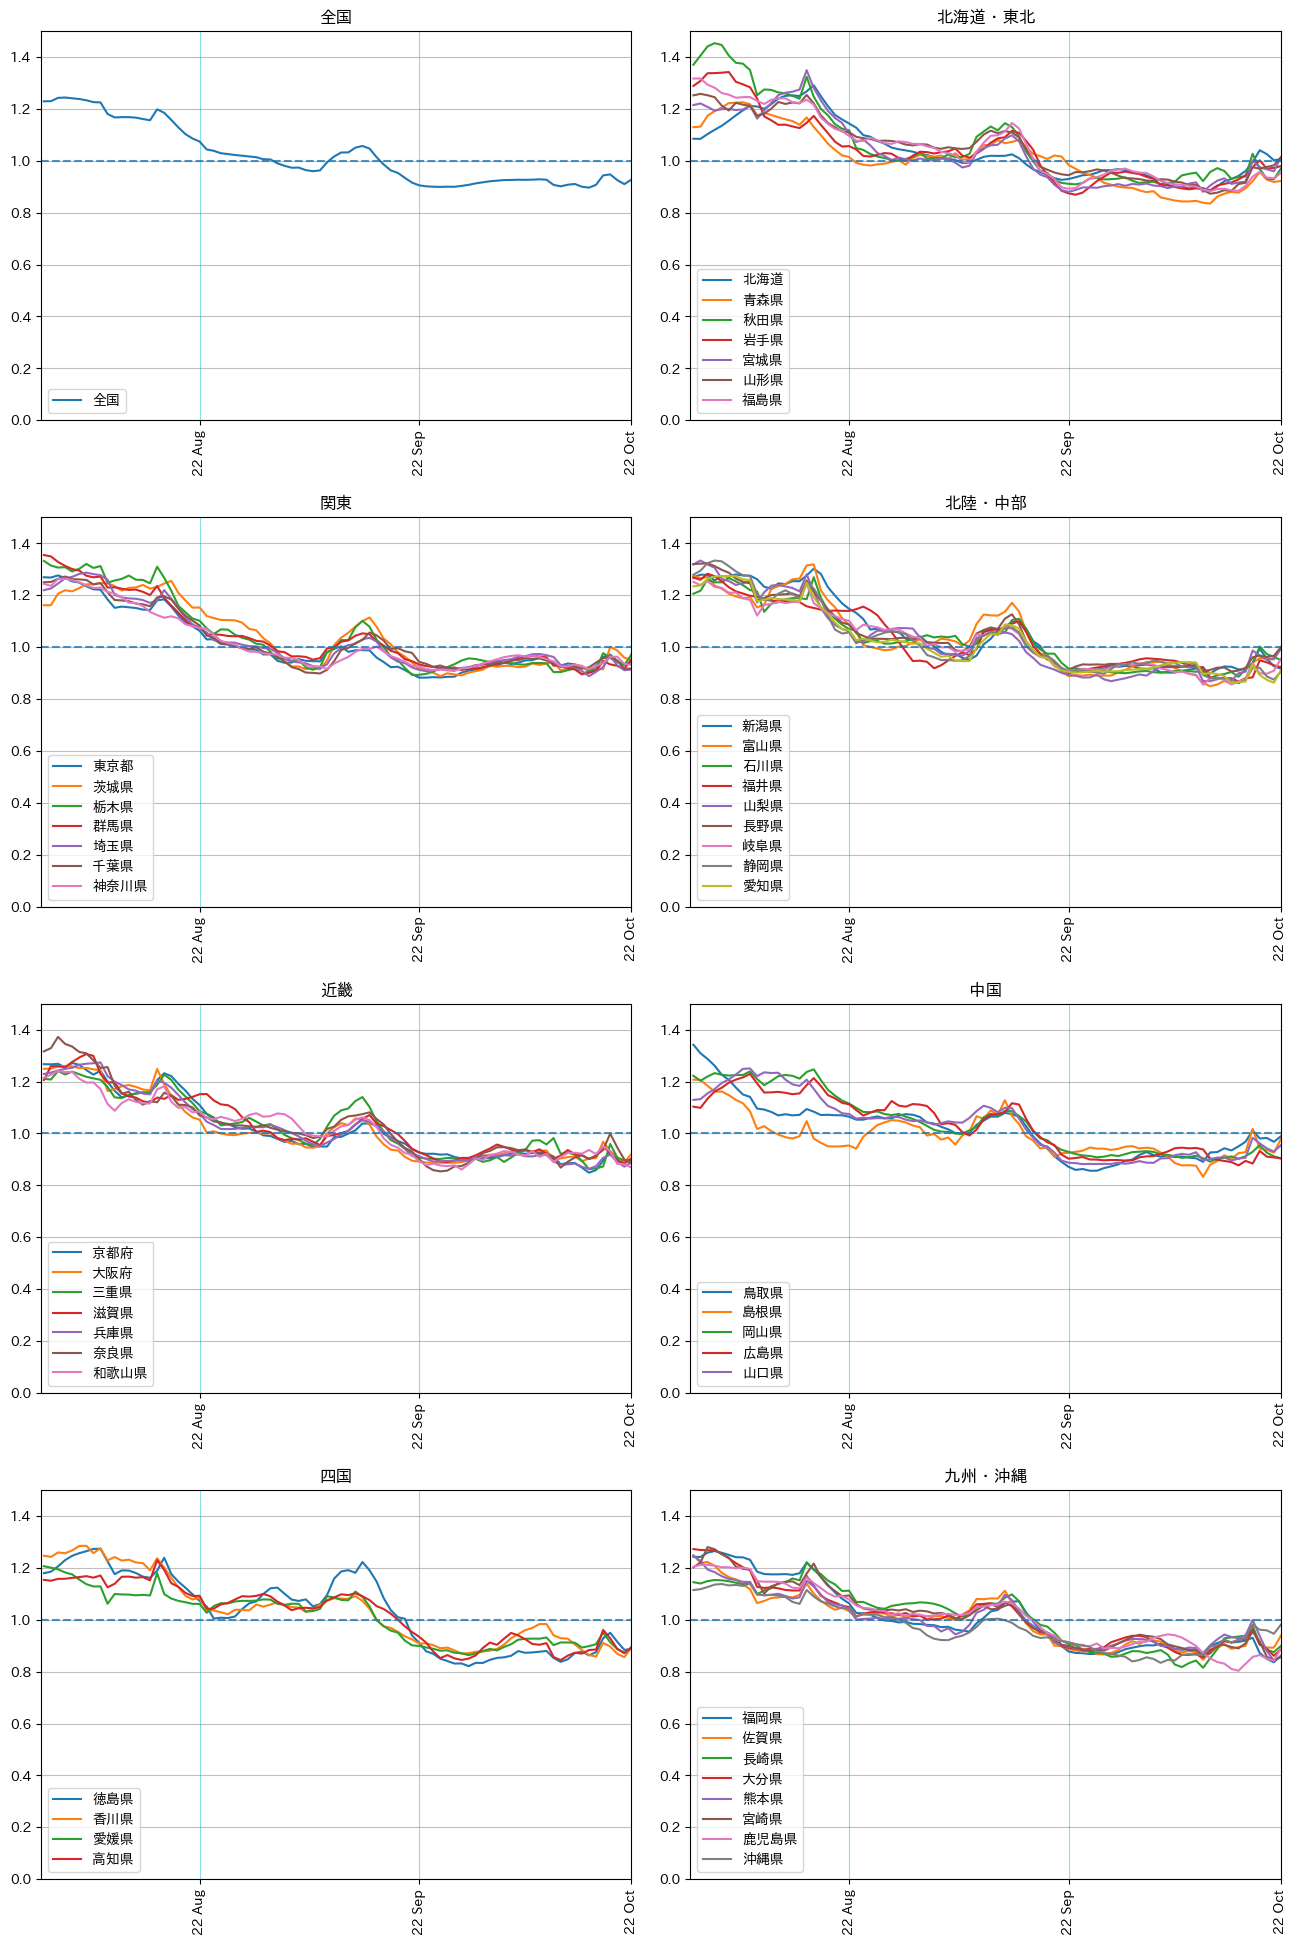 全国
1.4
1.2
1.0
0.8
0.6
0.4
0.2
0.0
全国
22 Aug
22 Sep
22 Oct
北海道・東北
1.4
1.2
1.0
0.8
0.6
0.4
0.2
0.0
北海道
青森県
秋田県
岩手県
宮城県
山形県
福島県
22 Aug
22 Sep
22 Oct
関東
1.4
1.2
1.0
0.8
0.6
0.4
0.2
0.0
東京都
茨城県
栃木県
群馬県
埼玉県
千葉県
神奈川県
22 Aug
22 Sep
22 Oct
北陸・中部
1.4
1.2
1.0
0.8
0.6
0.4
0.2
0.0
新潟県
富山県
石川県
福井県
山梨県
長野県
岐阜県
静岡県
愛知県
22 Aug
22 Sep
22 Oct
近畿
1.4
1.2
1.0
0.8
0.6
0.4
0.2
0.0
京都府
大阪府
三重県
滋賀県
兵庫県
奈良県
和歌山県
22 Aug
22 Sep
22 Oct
中国
1.4
1.2
1.0
0.8
0.6
0.4
0.2
0.0
鳥取県
島根県
岡山県
広島県
山口県
22 Aug
22 Sep
22 Oct
四国
1.4
1.2
1.0
0.8
0.6
0.4
0.2
0.0
徳島県
香川県
愛媛県
高知県
22 Aug
22 Sep
22 Oct
九州・沖縄
1.4
1.2
1.0
0.8
0.6
0.4
0.2
0.0
福岡県
佐賀県
長崎県
大分県
熊本県
宮崎県
鹿児島県
沖縄県
22 Aug
22 Sep
22 Oct